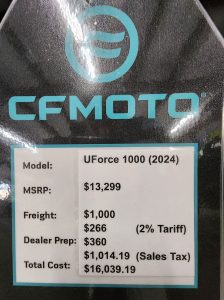 CFMOTO
Model: UForce 1000 (2024)
MSRP: $13,299
Freight: $1,000
$266 (2% Tariff)
Dealer Prep: $360
$1,014.19 (Sales Tax)
Total Cost: $16,039.19